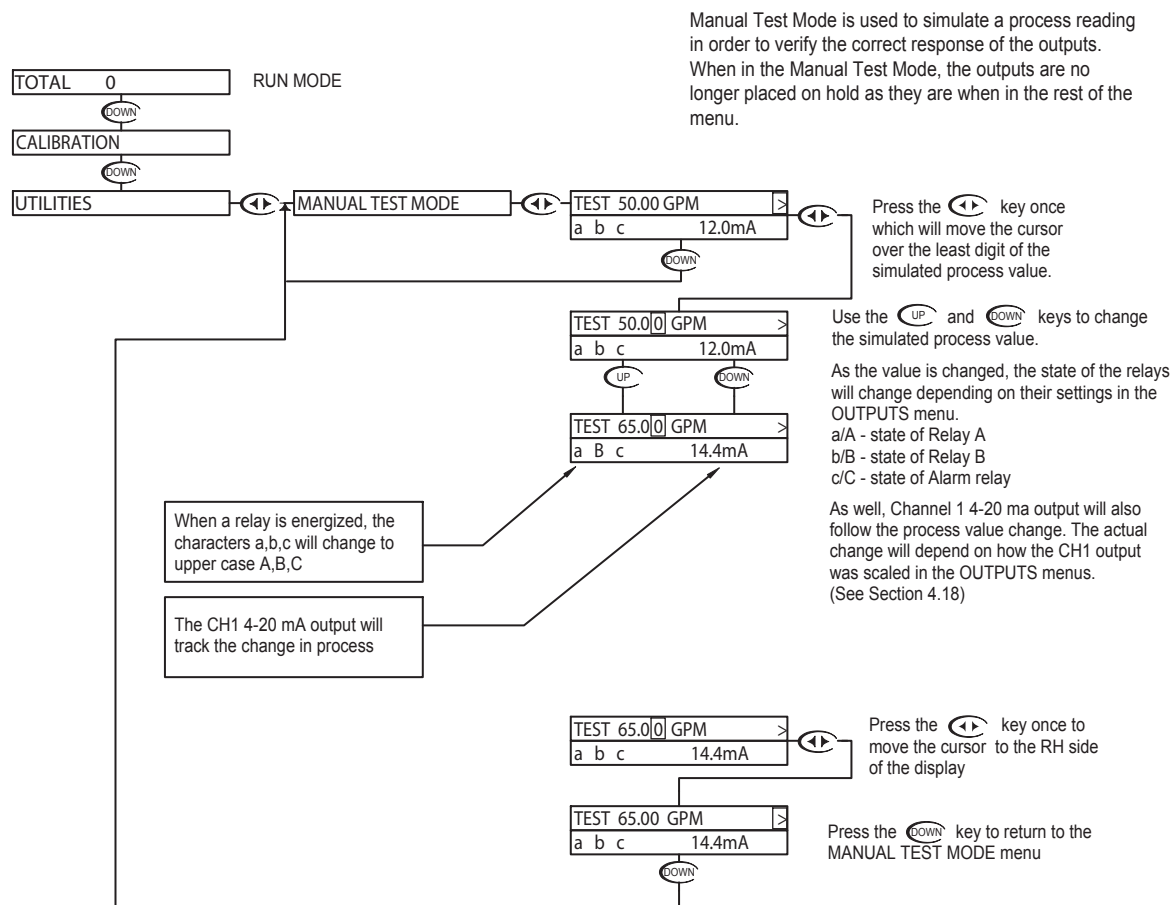 Manual Test Mode is used to simulate a process reading
in order to verify the correct response of the outputs.
When in the Manual Test Mode, the outputs are no
longer placed on hold as they are when in the rest of the
menu.
TOTAL 0
RUN MODE
DOWN
CALIBRATION
DOWN
UTILITIES
MANUAL TEST MODE
TEST 50.00 GPM >
a b c 12.0mA
DOWN
Press the key once
which will move the cursor
over the least digit of the
simulated process value.
TEST 50.00 GPM >
a b c 12.0mA
UP DOWN
TEST 65.00 GPM >
a B c 14.4mA
Use the UP and DOWN keys to change
the simulated process value.
As the value is changed, the state of the relays
will change depending on their settings in the
OUTPUTS menu.
a/A - state of Relay A
b/B - state of Relay B
c/C - state of Alarm relay
As well, Channel 1 4-20 ma output will also
follow the process value change. The actual
change will depend on how the CH1 output
was scaled in the OUTPUTS menus.
(See Section 4.18)
When a relay is energized, the
characters a,b,c will change to
upper case A,B,C
The CH1 4-20 mA output will
track the change in process
TEST 65.00 GPM >
a b c 14.4mA
Press the key once to
move the cursor to the RH side
of the display
TEST 65.00 GPM >
a b c 14.4mA
DOWN
Press the DOWN key to return to the
MANUAL TEST MODE menu